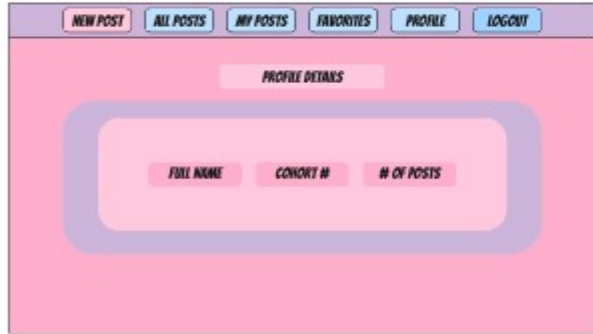 NEW POST ALL POSTS MY POSTS FAVORITES PROFILE LOGOUT
PROFILE DETAILS
FULL NAME COHORT # # OF POSTS